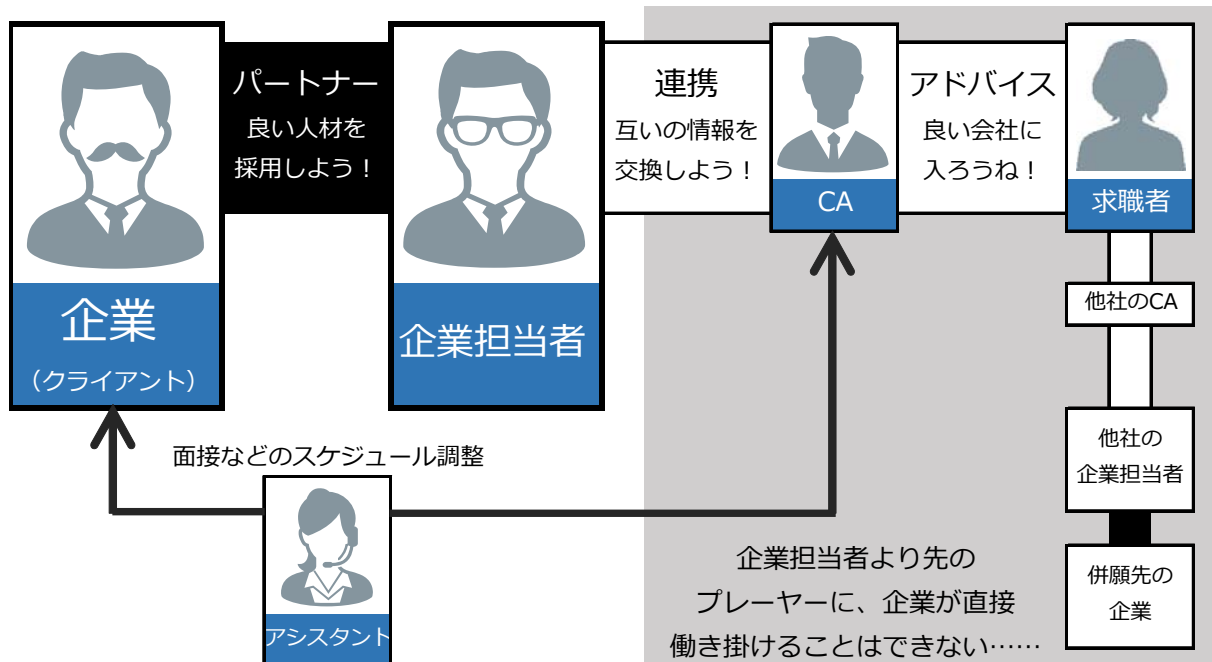 パートナー
良い人材を
採用しよう！
連携
互いの情報を
交換しよう！
アドバイス
良い会社に
入ろうね！
CA
求職者
企業
（クライアント）
企業担当者
他社のCA
他社の
企業担当者
面接などのスケジュール調整
アシスタント
企業担当者より先の
プレーヤーに、企業が直接
働き掛けることはできない……
併願先の
企業